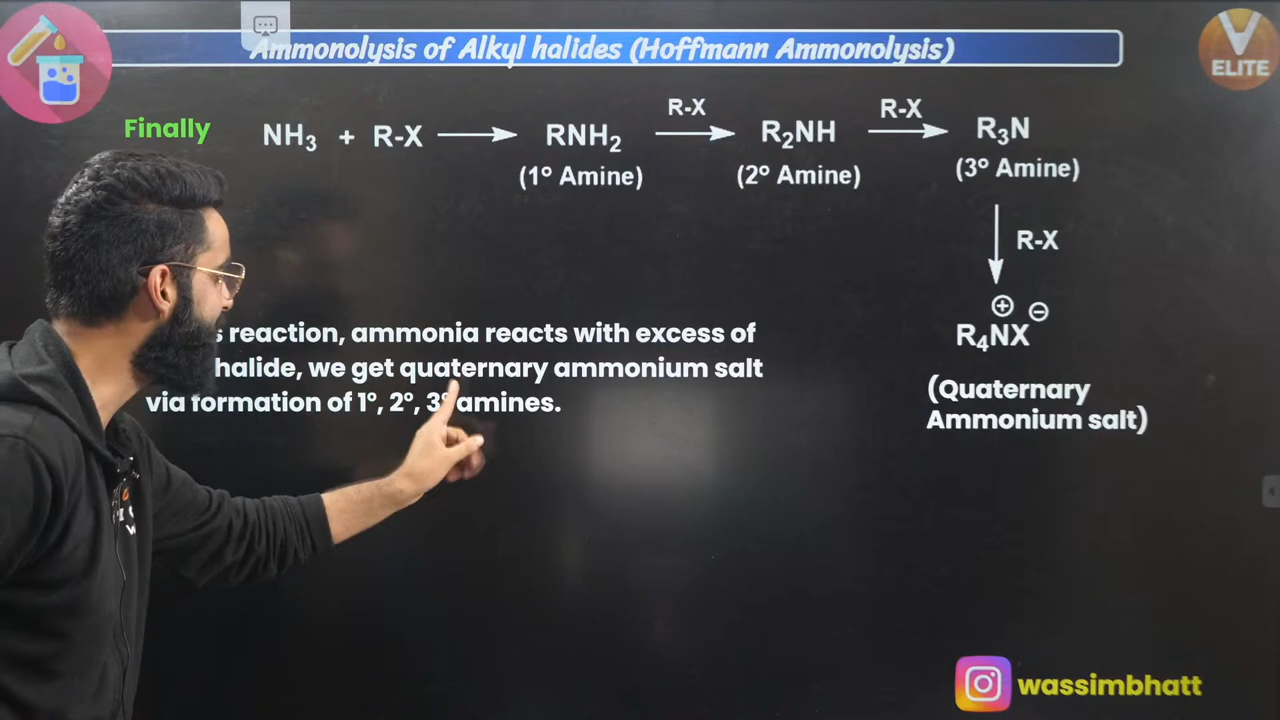 Ammonolysis of Alkyl halides (Hoffmann Ammonolysis)
ELITE
Finally NH₃ + R-X ⟶ RNH₂ R-X ⟶ R₂NH R-X ⟶ R₃N
(1° Amine) (2° Amine) (3° Amine)
R-X
R₄NX ⊕ ⊖
(Quaternary
Ammonium salt)
reaction, ammonia reacts with excess of
halide, we get quaternary ammonium salt
via formation of 1°, 2°, 3° amines.
wassimbhatt